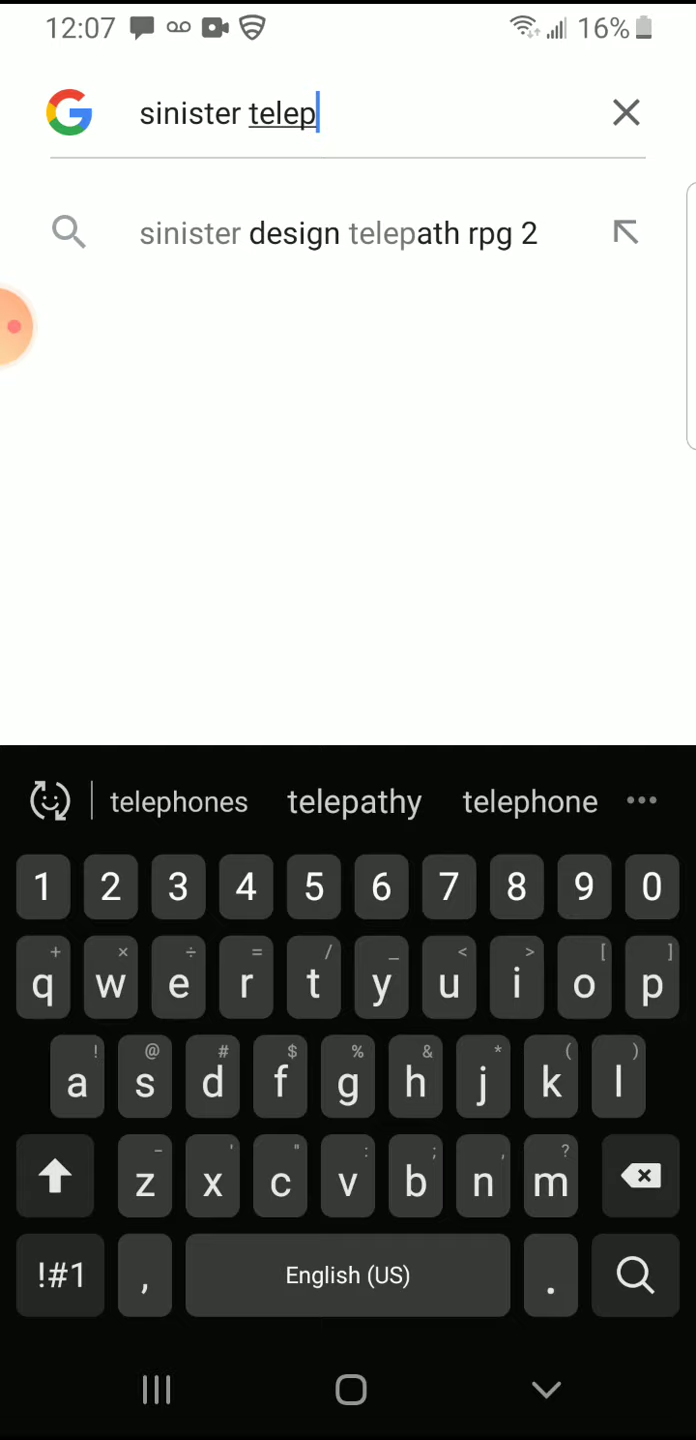 12:07 16%
sinister telep
sinister design telepath rpg 2
telephones telepathy telephone •••
1 2 3 4 5 6 7 8 9 0
+ × ÷ = / _ < > [ ]
q w e r t y u i o p
! @ # $ % & * ( )
a s d f g h j k l
- ' " : ; , ?
z x c v b n m
!#1 , English (US) .